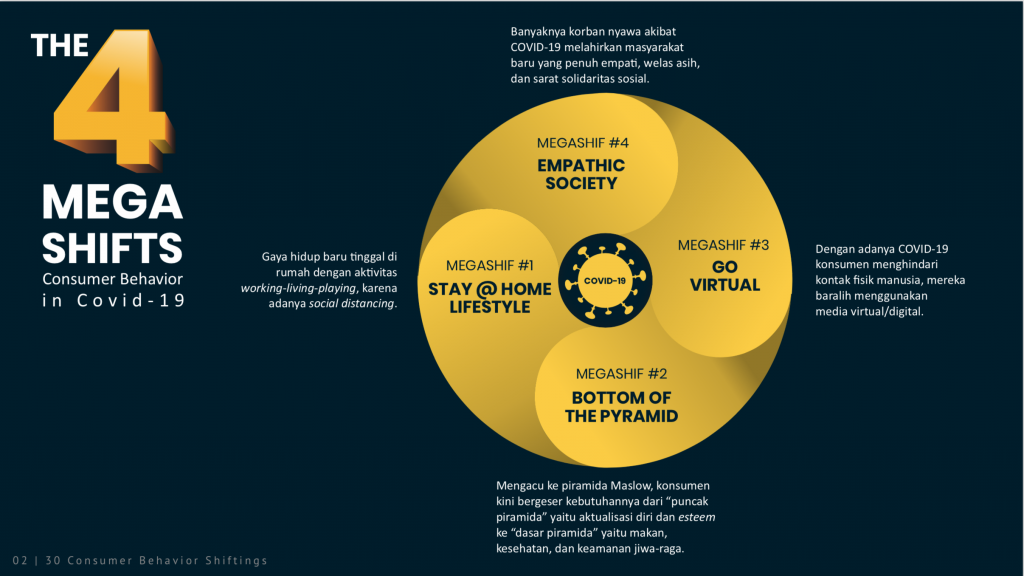 THE 4
MEGA
SHIFTS
Consumer Behavior
in Covid-19
Banyaknya korban nyawa akibat
COVID-19 melahirkan masyarakat
baru yang penuh empati, welas asih,
dan sarat solidaritas sosial.
MEGASHIF #4
EMPATHIC
SOCIETY
Gaya hidup baru tinggal di
rumah dengan aktivitas
working-living-playing, karena
adanya social distancing.
MEGASHIF #1
STAY @ HOME
LIFESTYLE
COVID-19
MEGASHIF #3
GO
VIRTUAL
Dengan adanya COVID-19
konsumen menghindari
kontak fisik manusia, mereka
baralih menggunakan
media virtual/digital.
MEGASHIF #2
BOTTOM OF
THE PYRAMID
Mengacu ke piramida Maslow, konsumen
kini bergeser kebutuhannya dari “puncak
piramida” yaitu aktualisasi diri dan esteem
ke “dasar piramida” yaitu makan,
kesehatan, dan keamanan jiwa-raga.
02 | 30 Consumer Behavior Shiftings